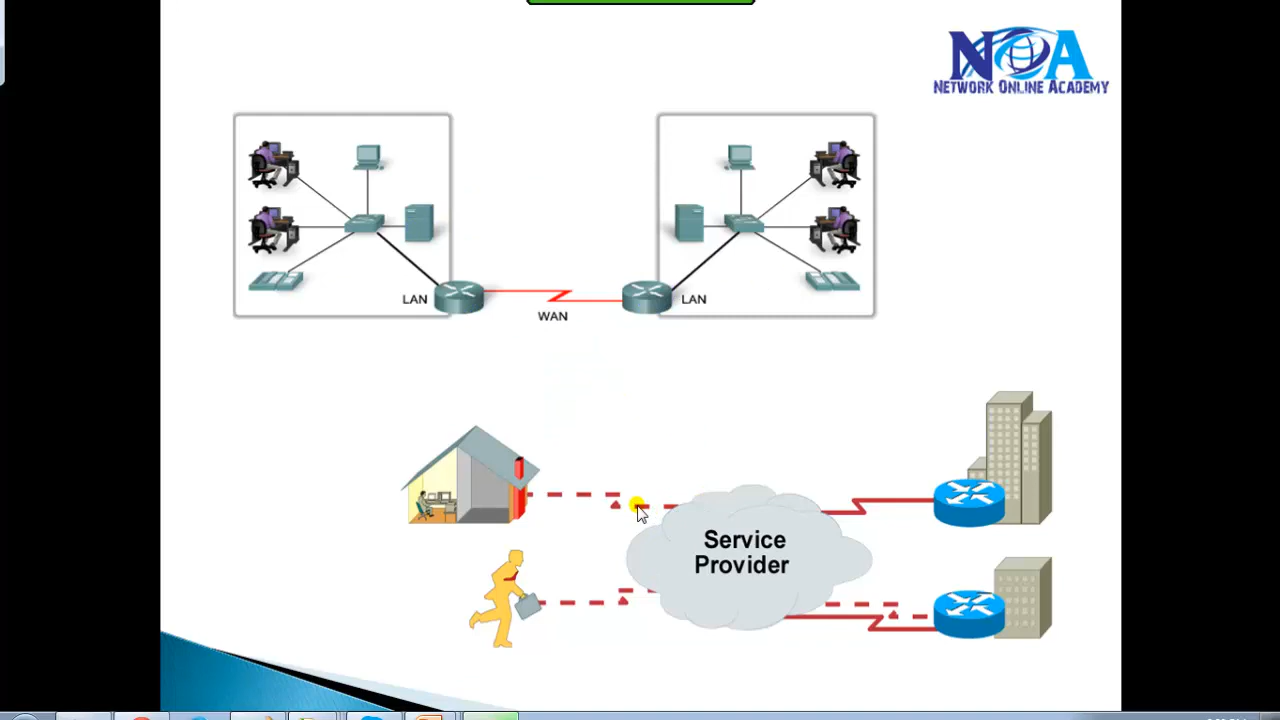 NOA
NETWORK ONLINE ACADEMY
LAN
LAN
WAN
Service
Provider